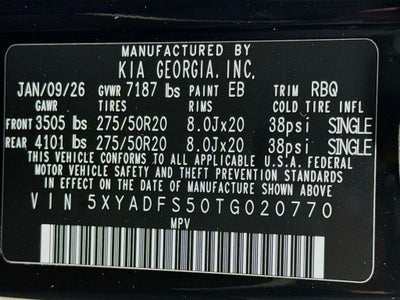 MANUFACTURED BY
KIA GEORGIA, INC.
JAN/09/26 GVWR 7187 lbs PAINT EB TRIM RBQ
GAWR TIRES RIMS COLD TIRE INFL
FRONT 3505 lbs 275/50R20 8.0Jx20 38psi SINGLE
REAR 4101 lbs 275/50R20 8.0Jx20 38psi SINGLE
THIS VEHICLE CONFORMS TO ALL APPLICABLE U.S.A. FEDERAL
MOTOR VEHICLE SAFETY AND THEFT PREVENTION STANDARDS
IN EFFECT ON THE DATE OF MANUFACTURE SHOWN ABOVE.
VIN 5XYADFS50TG020770
MPV